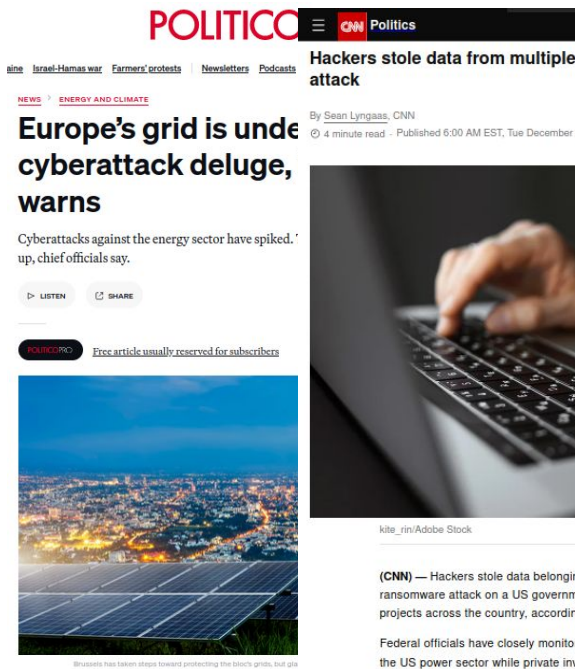 POLITICO
aine Israel-Hamas war Farmers' protests Newsletters Podcasts
NEWS ENERGY AND CLIMATE
Europe's grid is unde
cyberattack deluge,
warns
Cyberattacks against the energy sector have spiked.
up, chief officials say.
LISTEN SHARE
POLITICO PRO Free article usually reserved for subscribers
Brussels has taken steps toward protecting the bloc's grids, but gla
CNN Politics
Hackers stole data from multiple
attack
By Sean Lyngaas, CNN
4 minute read - Published 6:00 AM EST, Tue December
kite_rin/Adobe Stock
(CNN) — Hackers stole data belongin
ransomware attack on a US governm
projects across the country, accordin
Federal officials have closely monito
the US power sector while private in